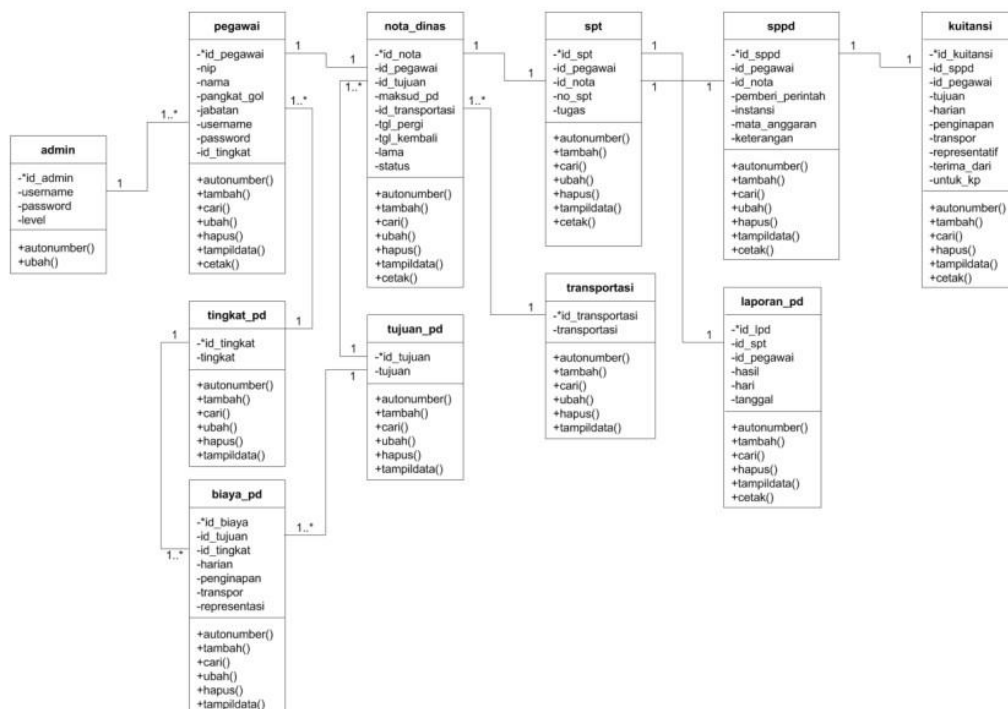 pegawai
-*id_pegawai
-nip
-nama
-pangkat_gol
-jabatan
-username
-password
-id_tingkat
+autonumber()
+tambah()
+cari()
+ubah()
+hapus()
+tampildata()
+cetak()
1
1
1..*
1..*
nota_dinas
-*id_nota
-id_pegawai
-id_tujuan
-maksud_pd
-id_transportasi
-tgl_pergi
-tgl_kembali
-lama
-status
+autonumber()
+tambah()
+cari()
+ubah()
+hapus()
+tampildata()
+cetak()
1
1
1..*
1..*
spt
-*id_spt
-id_pegawai
-id_nota
-no_spt
-tugas
+autonumber()
+tambah()
+cari()
+ubah()
+hapus()
+tampildata()
+cetak()
1
1
1
sppd
-*id_sppd
-id_pegawai
-id_nota
-pemberi_perintah
-instansi
-mata_anggaran
-keterangan
+autonumber()
+tambah()
+cari()
+ubah()
+hapus()
+tampildata()
+cetak()
1
1
kuitansi
-*id_kuitansi
-id_sppd
-id_pegawai
-tujuan
-harian
-penginapan
-transpor
-representatif
-terima_dari
-untuk_kp
+autonumber()
+tambah()
+cari()
+hapus()
+tampildata()
+cetak()
admin
-*id_admin
-username
-password
-level
+autonumber()
+ubah()
1
tingkat_pd
-*id_tingkat
-tingkat
+autonumber()
+tambah()
+cari()
+ubah()
+hapus()
+tampildata()
1
1
tujuan_pd
-*id_tujuan
-tujuan
+autonumber()
+tambah()
+cari()
+ubah()
+hapus()
+tampildata()
1
1
transportasi
-*id_transportasi
-transportasi
+autonumber()
+tambah()
+cari()
+ubah()
+hapus()
+tampildata()
1
laporan_pd
-*id_lpd
-id_spt
-id_pegawai
-hasil
-hari
-tanggal
+autonumber()
+tambah()
+cari()
+hapus()
+tampildata()
+cetak()
biaya_pd
-*id_biaya
-id_tujuan
-id_tingkat
-harian
-penginapan
-transpor
-representasi
+autonumber()
+tambah()
+cari()
+ubah()
+hapus()
+tampildata()
1..*
1..*